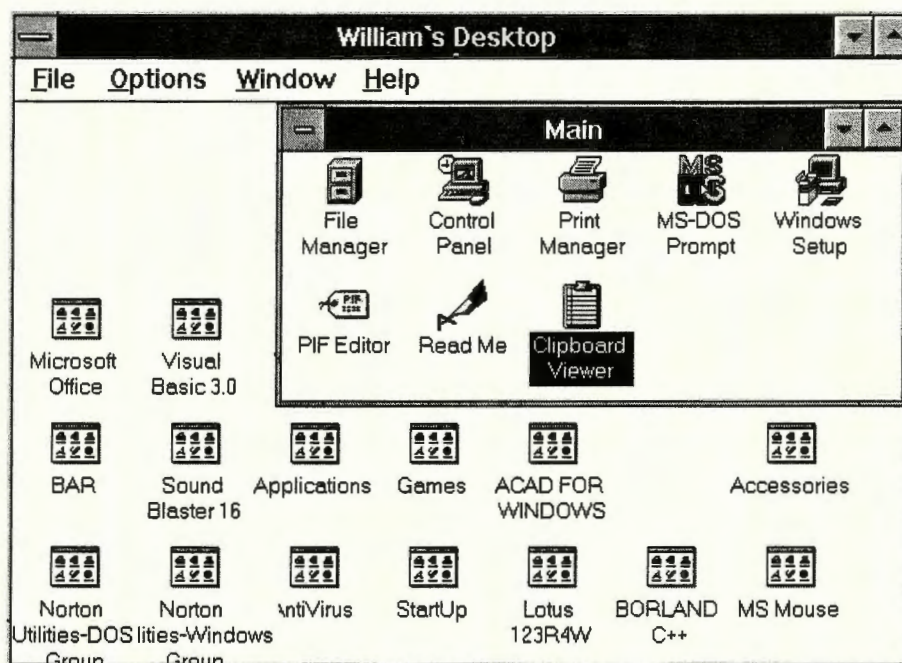 William`s Desktop
File Options Window Help
Main
File Manager
Control Panel
Print Manager
MS-DOS Prompt
Windows Setup
PIF Editor
Read Me
Clipboard Viewer
Microsoft Office
Visual Basic 3.0
BAR
Sound Blaster 16
Applications
Games
ACAD FOR WINDOWS
Accessories
Norton Utilities-DOS Group
Norton lities-Windows Group
AntiVirus
StartUp
Lotus 123R4W
BORLAND C++
MS Mouse